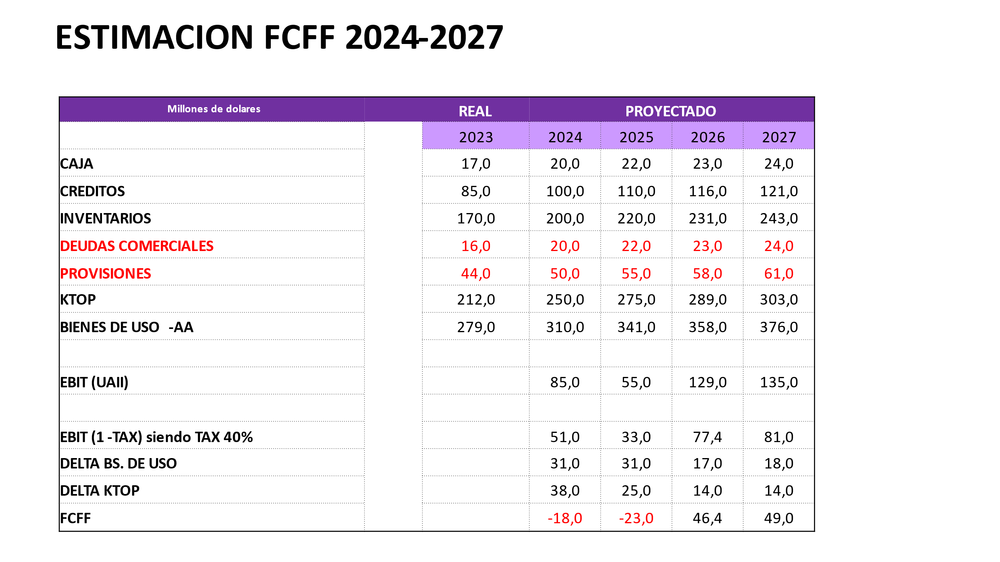 ESTIMACION FCFF 2024-2027
Millones de dolares REAL PROYECTADO
2023 2024 2025 2026 2027
CAJA 17,0 20,0 22,0 23,0 24,0
CREDITOS 85,0 100,0 110,0 116,0 121,0
INVENTARIOS 170,0 200,0 220,0 231,0 243,0
DEUDAS COMERCIALES 16,0 20,0 22,0 23,0 24,0
PROVISIONES 44,0 50,0 55,0 58,0 61,0
KTOP 212,0 250,0 275,0 289,0 303,0
BIENES DE USO -AA 279,0 310,0 341,0 358,0 376,0
EBIT (UAII) 85,0 55,0 129,0 135,0
EBIT (1 -TAX) siendo TAX 40% 51,0 33,0 77,4 81,0
DELTA BS. DE USO 31,0 31,0 17,0 18,0
DELTA KTOP 38,0 25,0 14,0 14,0
FCFF -18,0 -23,0 46,4 49,0